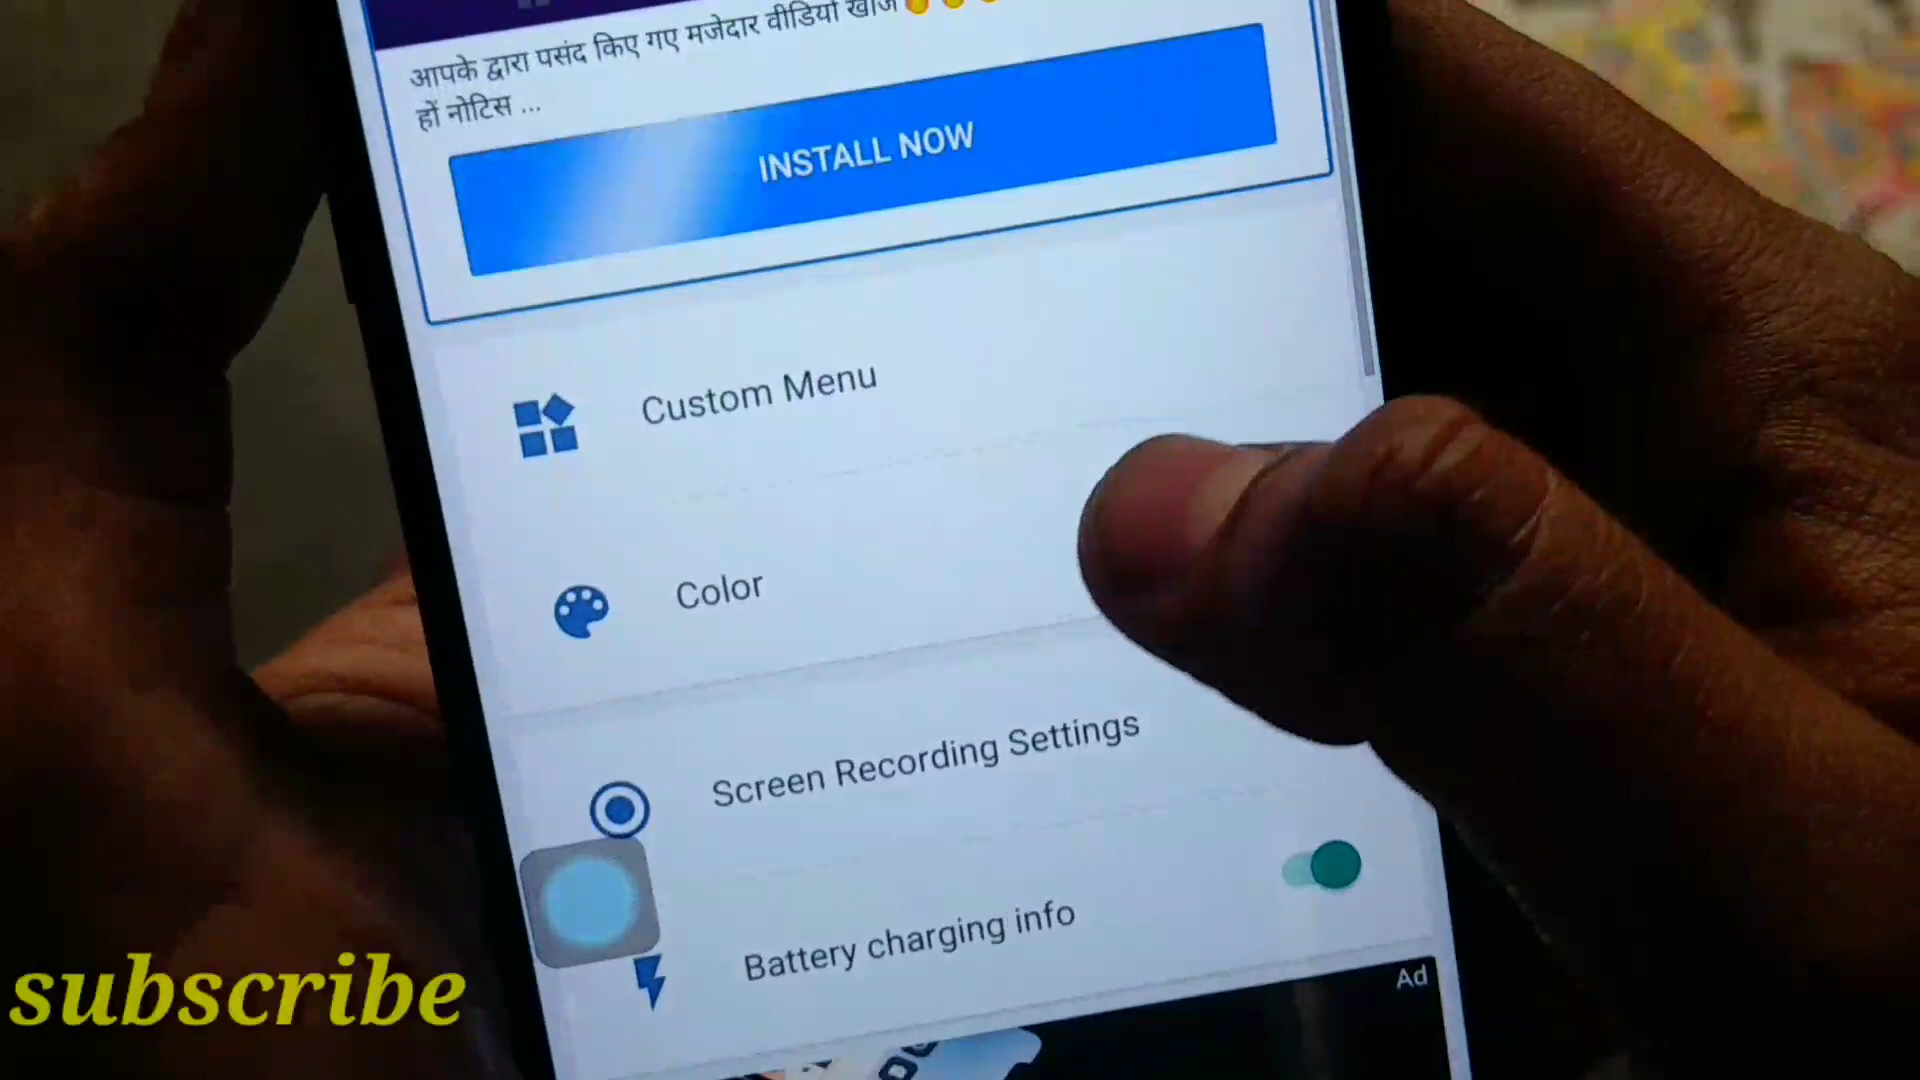 आपके द्वारा पसंद किए गए मजेदार वीडियो खोज
हों नोटिस ...
INSTALL NOW
Custom Menu
Color
Screen Recording Settings
Battery charging info
Ad
subscribe